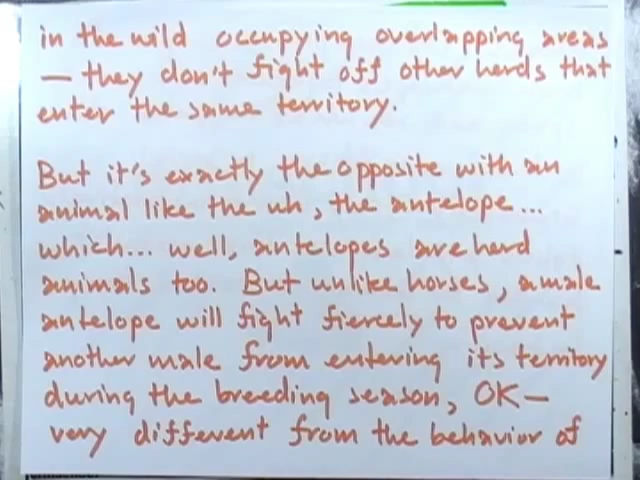 in the wild occupying overlapping areas
— they don't fight off other herds that
enter the same territory.
But it's exactly the opposite with an
animal like the uh, the antelope...
which... well, antelopes are herd
animals too. But unlike horses, a male
antelope will fight fiercely to prevent
another male from entering its territory
during the breeding season, OK—
very different from the behavior of